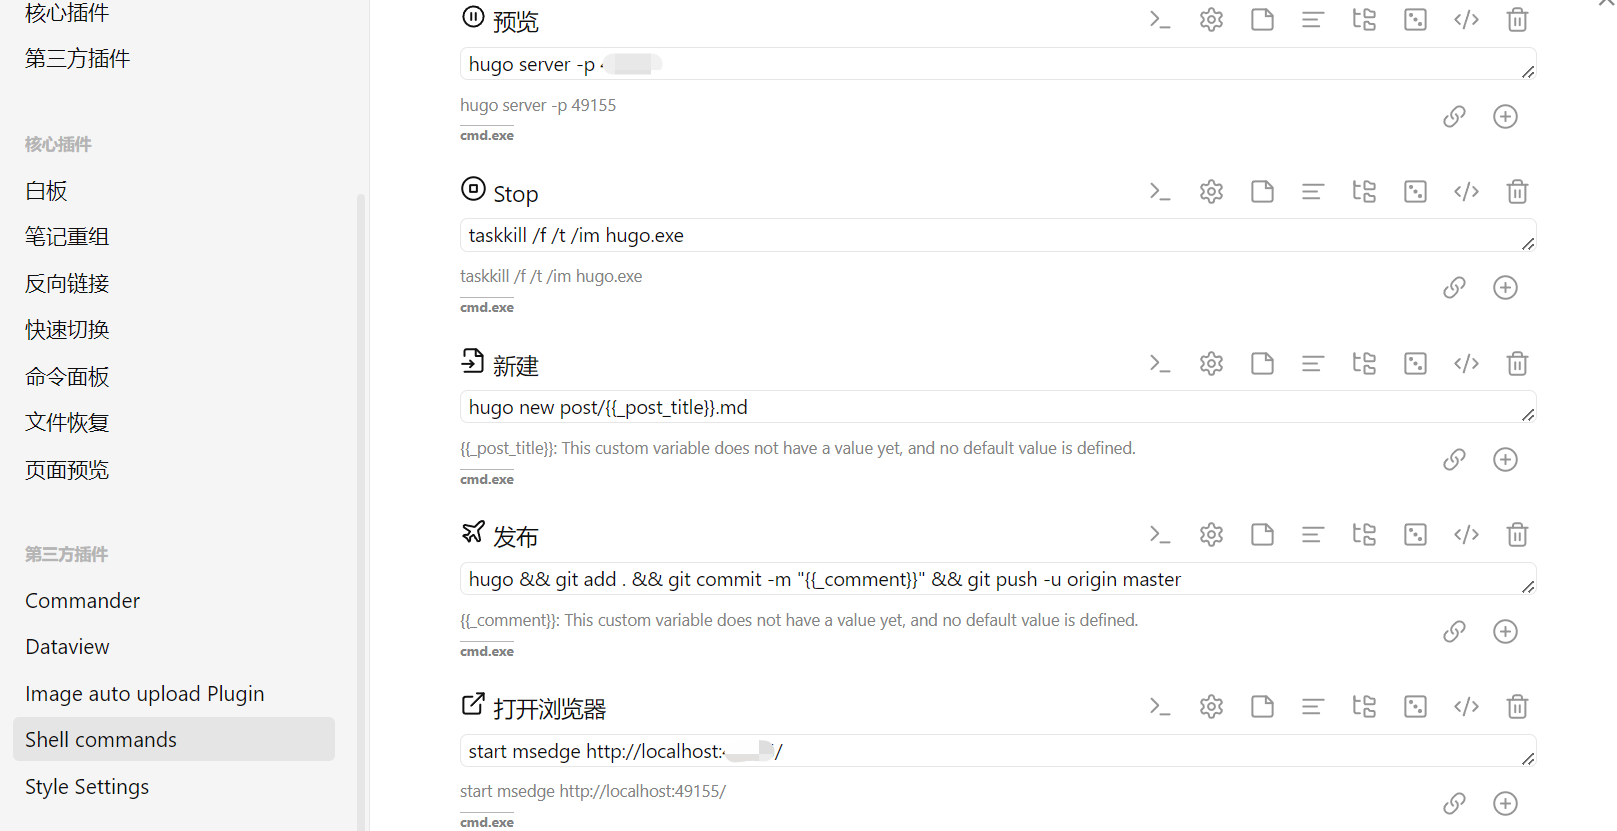 核心插件
第三方插件
核心插件
白板
笔记重组
反向链接
快速切换
命令面板
文件恢复
页面预览
第三方插件
Commander
Dataview
Image auto upload Plugin
Shell commands
Style Settings
预览
hugo server -p
hugo server -p 49155
cmd.exe
Stop
taskkill /f /t /im hugo.exe
taskkill /f /t /im hugo.exe
cmd.exe
新建
hugo new post/{{_post_title}}.md
{{_post_title}}: This custom variable does not have a value yet, and no default value is defined.
cmd.exe
发布
hugo && git add . && git commit -m "{{_comment}}" && git push -u origin master
{{_comment}}: This custom variable does not have a value yet, and no default value is defined.
cmd.exe
打开浏览器
start msedge http://localhost: /
start msedge http://localhost:49155/
cmd.exe